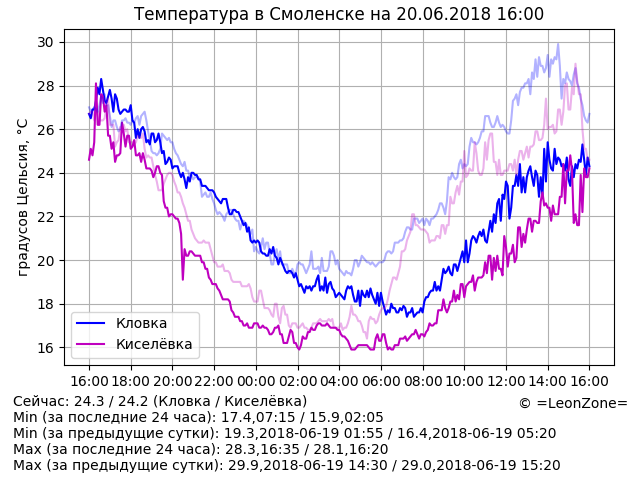 Температура в Смоленске на 20.06.2018 16:00
градусов Цельсия, °C
30
28
26
24
22
20
18
16
Кловка
Киселёвка
16:00 18:00 20:00 22:00 00:00 02:00 04:00 06:00 08:00 10:00 12:00 14:00 16:00
Сейчас: 24.3 / 24.2 (Кловка / Киселёвка)
© =LeonZone=
Min (за последние 24 часа): 17.4,07:15 / 15.9,02:05
Min (за предыдущие сутки): 19.3,2018-06-19 01:55 / 16.4,2018-06-19 05:20
Max (за последние 24 часа): 28.3,16:35 / 28.1,16:20
Max (за предыдущие сутки): 29.9,2018-06-19 14:30 / 29.0,2018-06-19 15:20